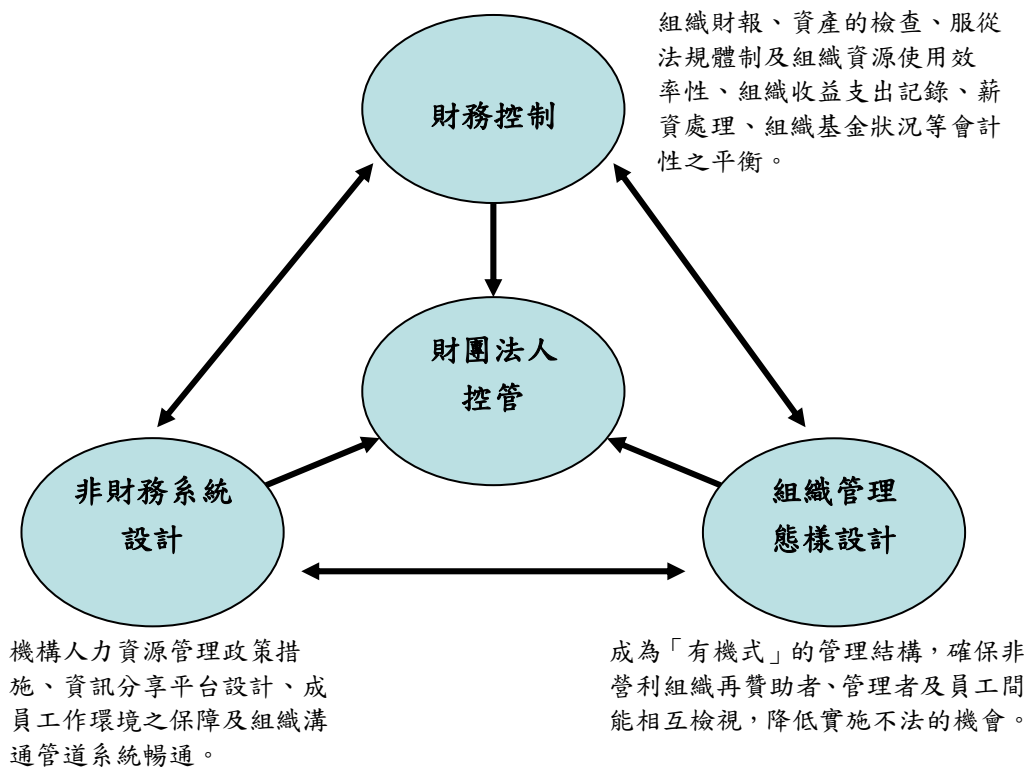 組織財報、資產的檢查、服從
法規體制及組織資源使用效
率性、組織收益支出記錄、薪
資處理、組織基金狀況等會計
性之平衡。
財務控制
財團法人
控管
非財務系統
設計
組織管理
態樣設計
機構人力資源管理政策措
施、資訊分享平台設計、成
員工作環境之保障及組織溝
通管道系統暢通。
成為「有機式」的管理結構，確保非
營利組織再贊助者、管理者及員工間
能相互檢視，降低實施不法的機會。